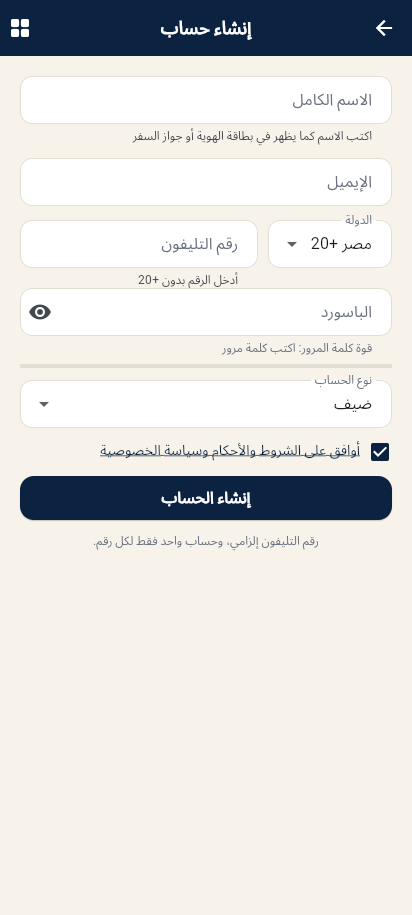 إنشاء حساب
الاسم الكامل
اكتب الاسم كما يظهر في بطاقة الهوية أو جواز السفر
الإيميل
الدولة
مصر +20
رقم التليفون
أدخل الرقم بدون +20
الباسورد
قوة كلمة المرور: اكتب كلمة مرور
نوع الحساب
ضيف
أوافق على الشروط والأحكام وسياسة الخصوصية
إنشاء الحساب
رقم التليفون إلزامي، وحساب واحد فقط لكل رقم.